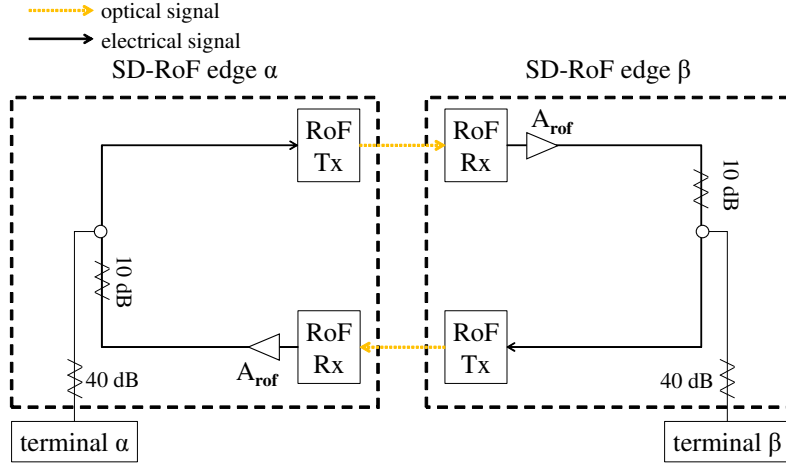 optical signal
electrical signal
SD-RoF edge α
SD-RoF edge β
RoF
Tx
RoF
Rx
A_rof
10 dB
10 dB
RoF
Rx
A_rof
RoF
Tx
40 dB
40 dB
terminal α
terminal β